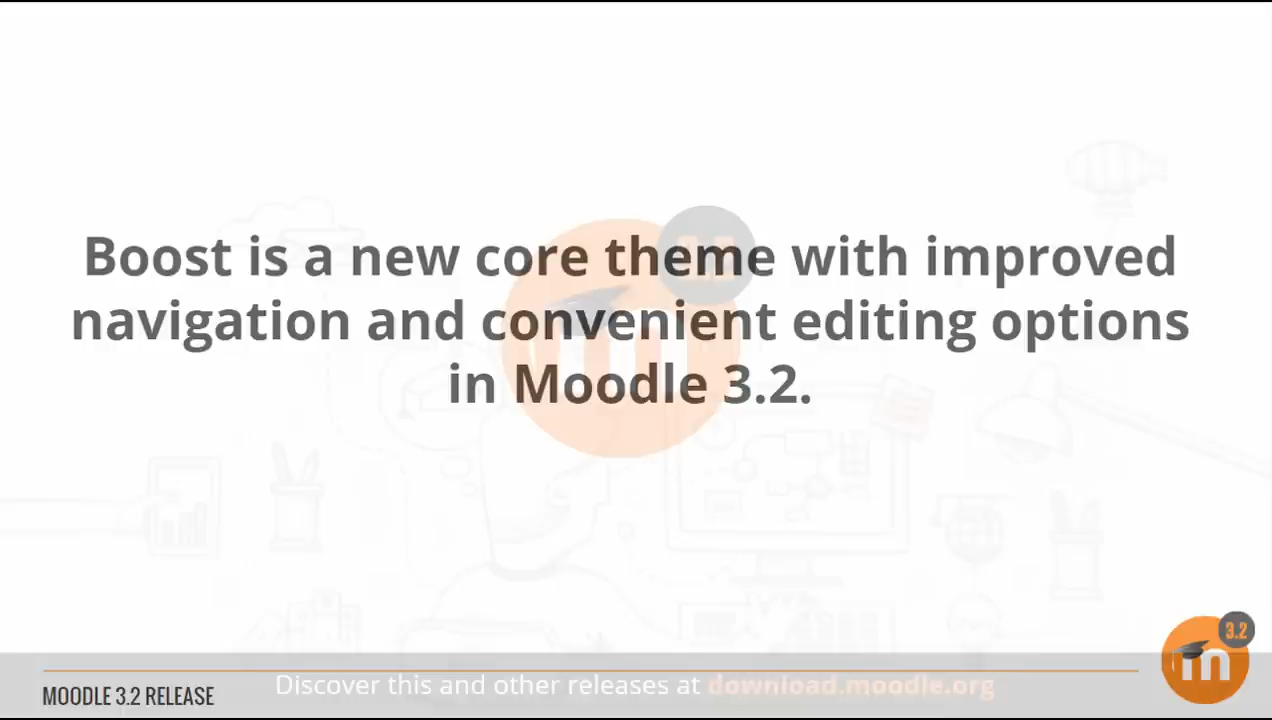 Boost is a new core theme with improved
navigation and convenient editing options
in Moodle 3.2.
3.2
m
MOODLE 3.2 RELEASE
Discover this and other releases at download.moodle.org